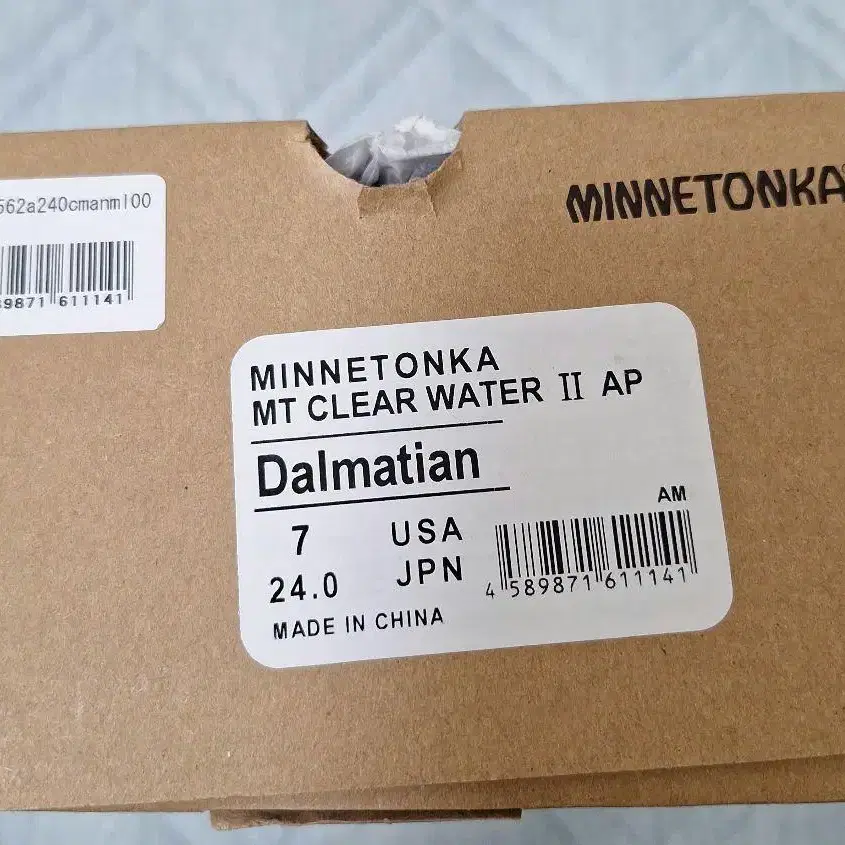 562a240cmanml00
9871 611141
MINNETONKA
MINNETONKA
MT CLEAR WATER II AP
Dalmatian
AM
7 USA
24.0 JPN
4 589871 611141
MADE IN CHINA